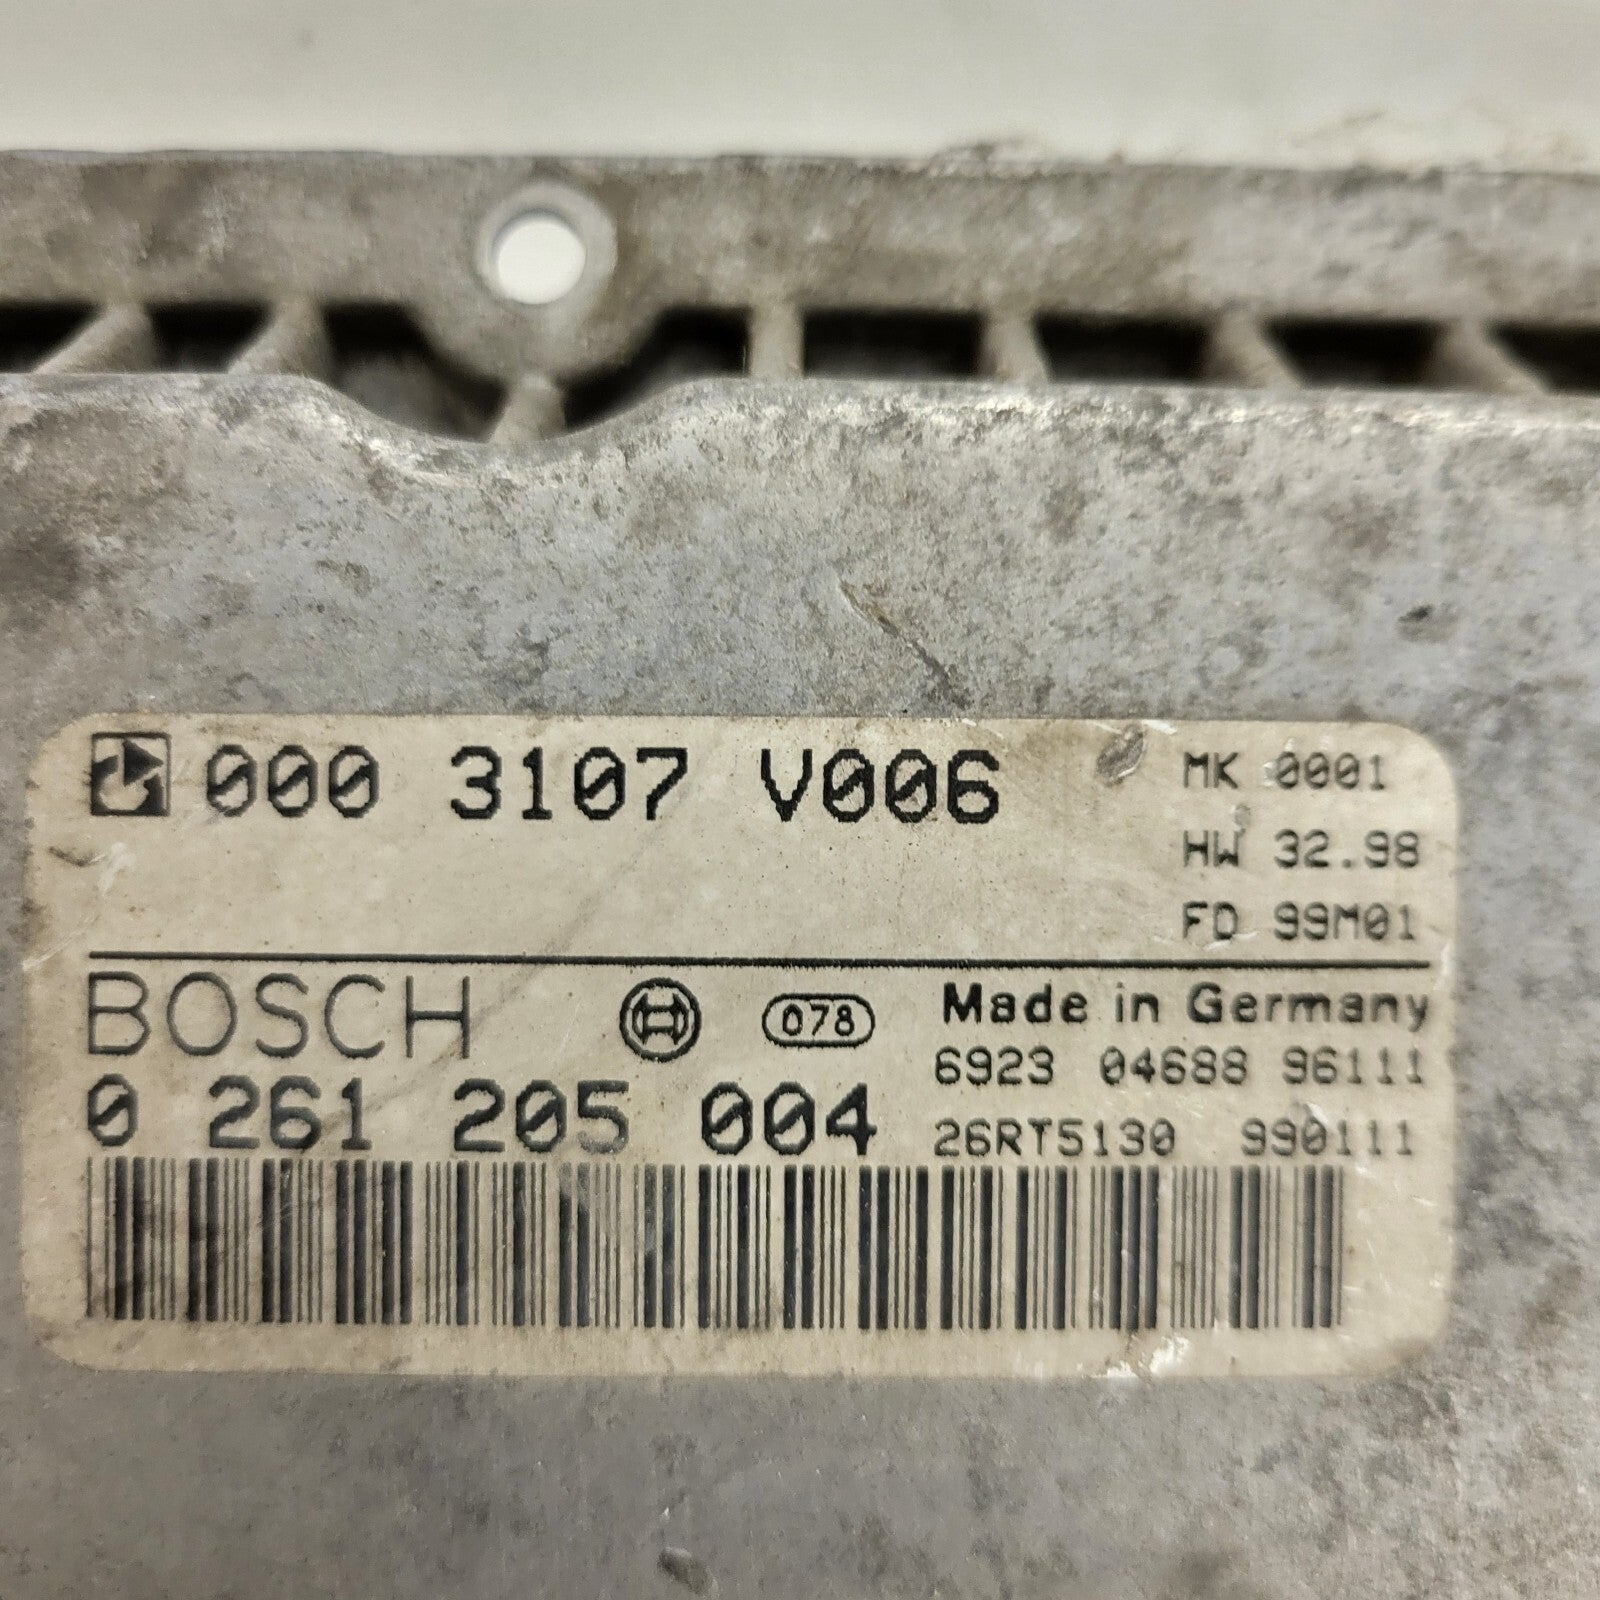 000 3107 V006
MK 0001
HW 32.98
FD 99M01
BOSCH
078
Made in Germany
6923 04688 96111
0 261 205 004
26RT5130 990111